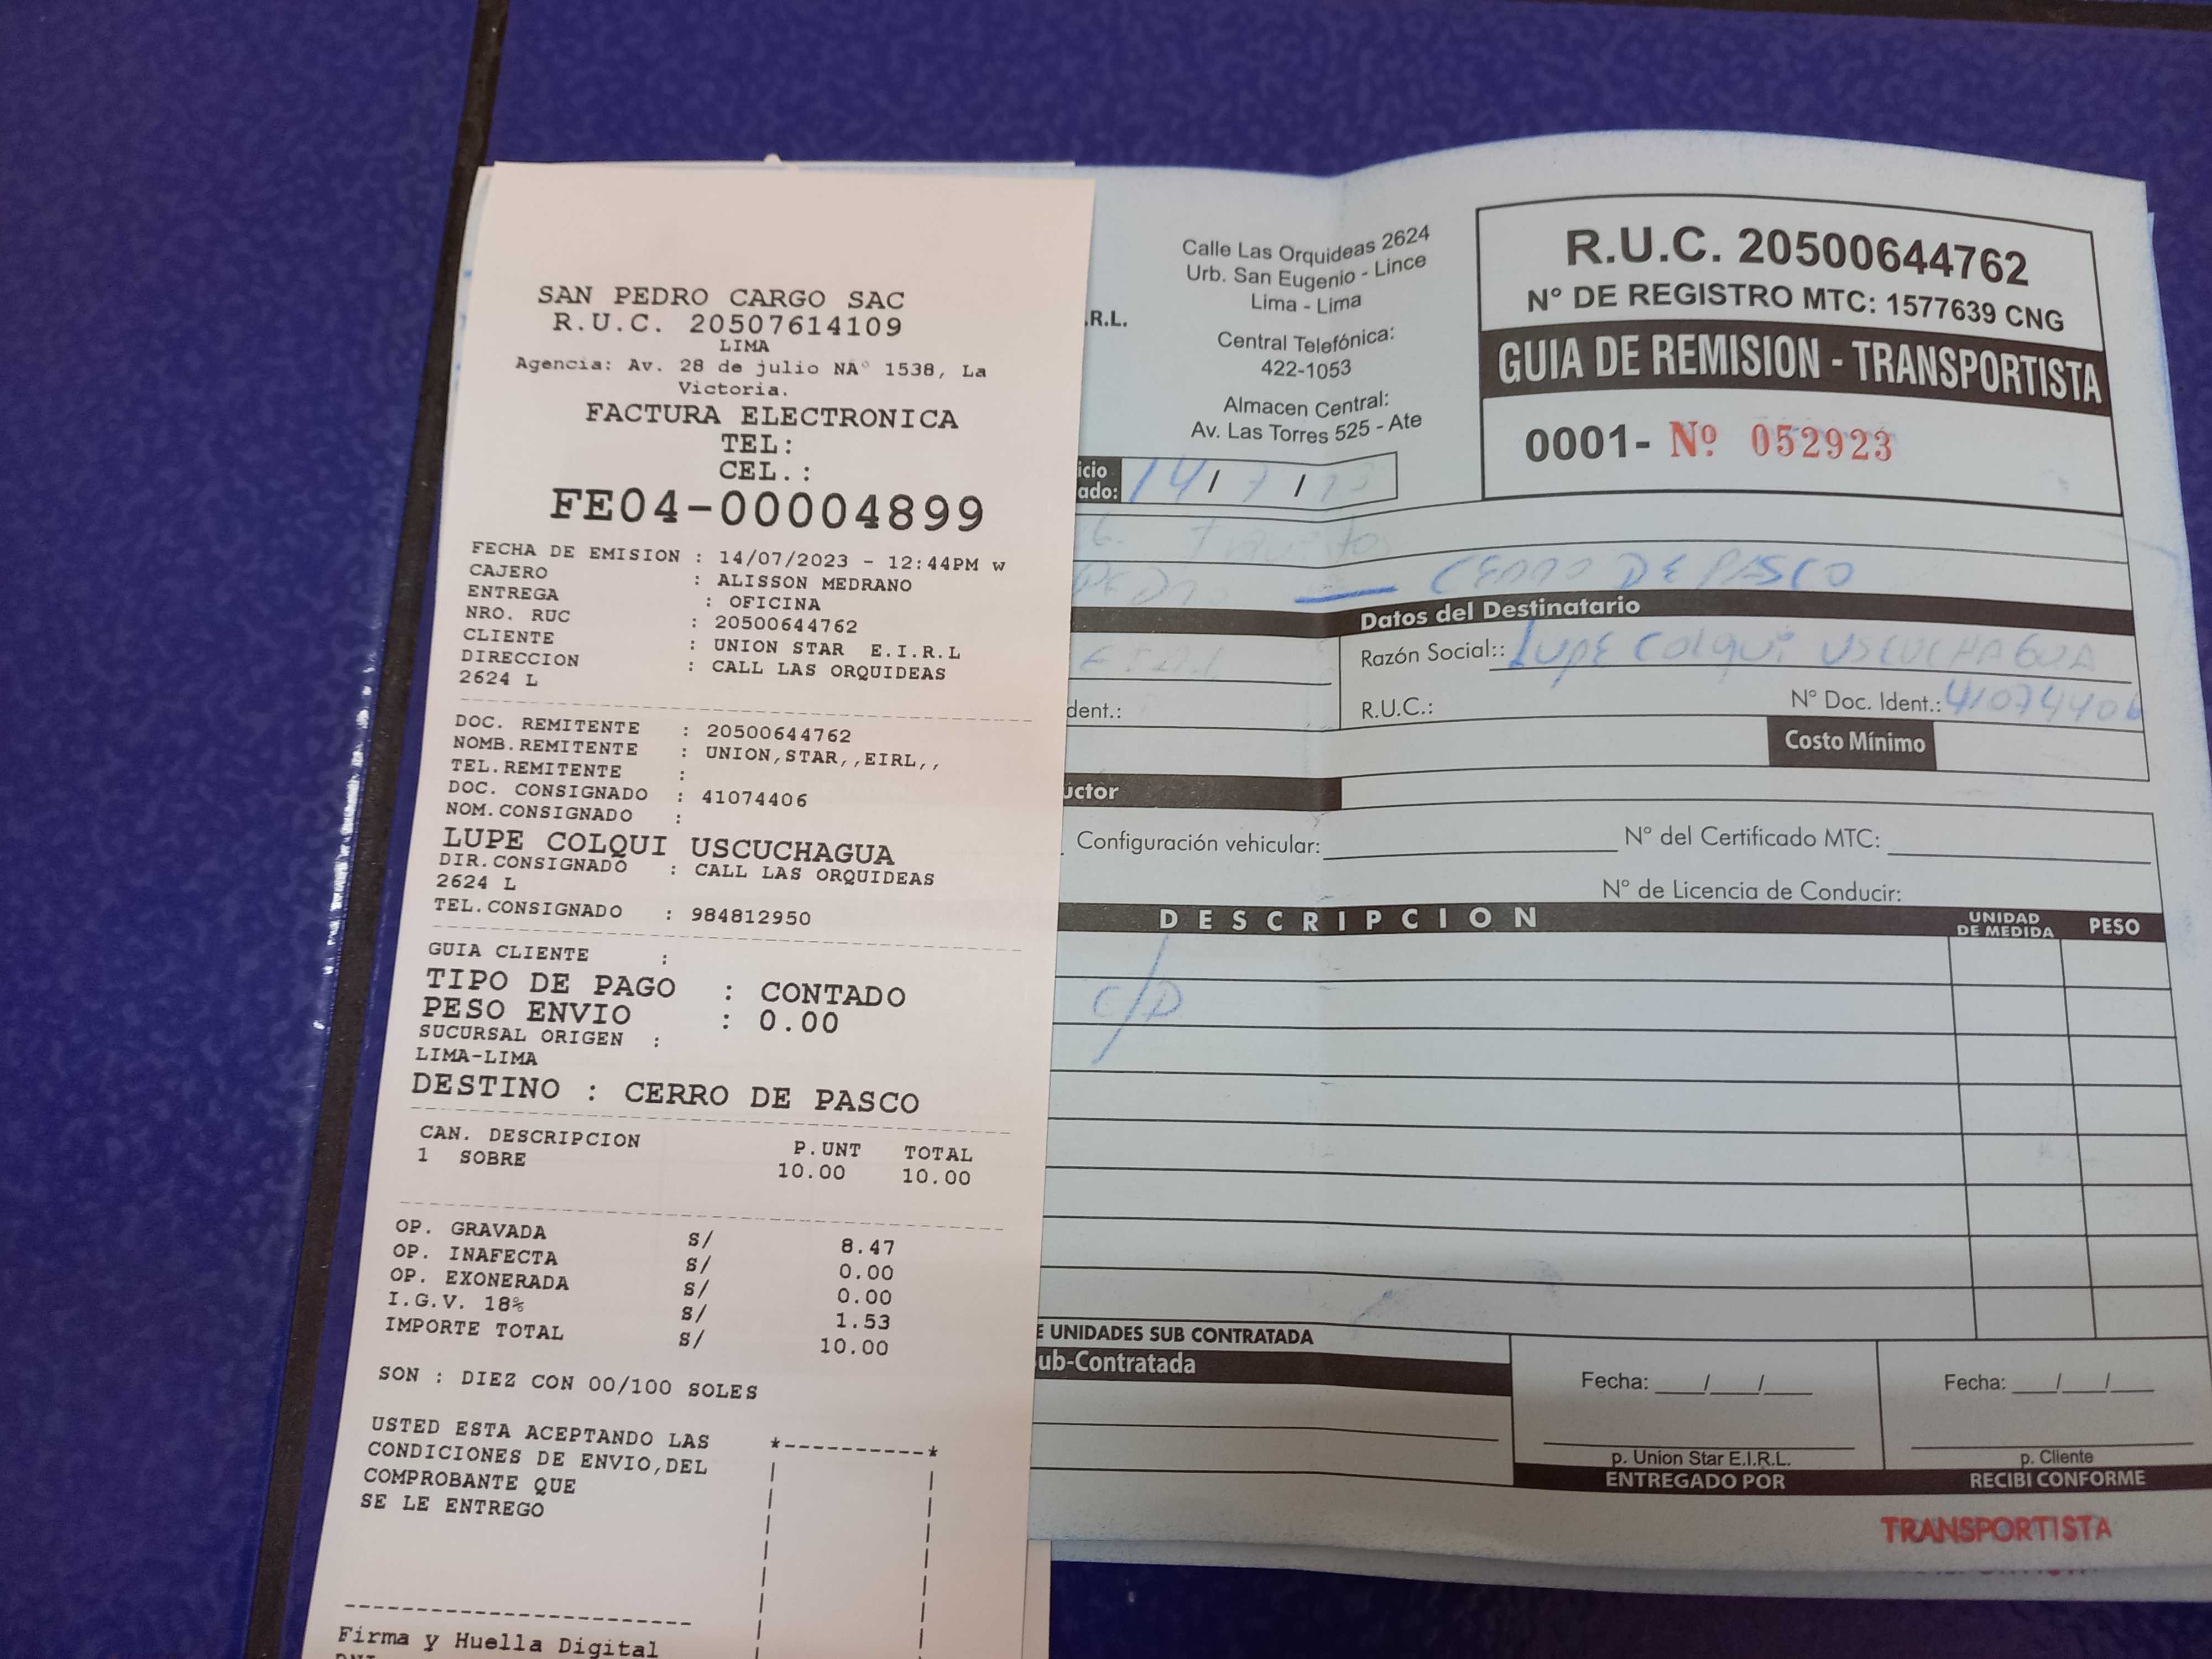 SAN PEDRO CARGO SAC
R.U.C. 20507614109
LIMA
Agencia: Av. 28 de julio NÂ° 1538, La
Victoria.
FACTURA ELECTRONICA
TEL:
CEL.:
FE04-00004899
FECHA DE EMISION : 14/07/2023 - 12:44PM w
CAJERO : ALISSON MEDRANO
ENTREGA : OFICINA
NRO. RUC : 20500644762
CLIENTE : UNION STAR E.I.R.L
DIRECCION : CALL LAS ORQUIDEAS
2624 L
DOC. REMITENTE : 20500644762
NOMB.REMITENTE : UNION,STAR,,EIRL,,
TEL.REMITENTE :
DOC. CONSIGNADO : 41074406
NOM.CONSIGNADO :
LUPE COLQUI USCUCHAGUA
DIR.CONSIGNADO : CALL LAS ORQUIDEAS
2624 L
TEL.CONSIGNADO : 984812950
GUIA CLIENTE :
TIPO DE PAGO : CONTADO
PESO ENVIO : 0.00
SUCURSAL ORIGEN :
LIMA-LIMA
DESTINO : CERRO DE PASCO
CAN. DESCRIPCION P.UNT TOTAL
1 SOBRE 10.00 10.00
OP. GRAVADA S/ 8.47
OP. INAFECTA S/ 0.00
OP. EXONERADA S/ 0.00
I.G.V. 18% S/ 1.53
IMPORTE TOTAL S/ 10.00
SON : DIEZ CON 00/100 SOLES
USTED ESTA ACEPTANDO LAS
CONDICIONES DE ENVIO,DEL
COMPROBANTE QUE
SE LE ENTREGO
Firma y Huella Digital
.R.L.
Calle Las Orquideas 2624
Urb. San Eugenio - Lince
Lima - Lima
Central Telefónica:
422-1053
Almacen Central:
Av. Las Torres 525 - Ate
R.U.C. 20500644762
N° DE REGISTRO MTC: 1577639 CNG
GUIA DE REMISION - TRANSPORTISTA
0001- Nº 052923
icio
ado: 14/7/
CERRO DE PASCO
Datos del Destinatario
Razón Social:: LUPE Colqui USCUCHAGUA
dent.:
R.U.C.: N° Doc. Ident.: 41074406
Costo Mínimo
uctor
Configuración vehicular: N° del Certificado MTC:
N° de Licencia de Conducir:
DESCRIPCION UNIDAD DE MEDIDA PESO
C/D
E UNIDADES SUB CONTRATADA
ub-Contratada
Fecha: / / Fecha: / /
p. Union Star E.I.R.L. p. Cliente
ENTREGADO POR RECIBI CONFORME
TRANSPORTISTA